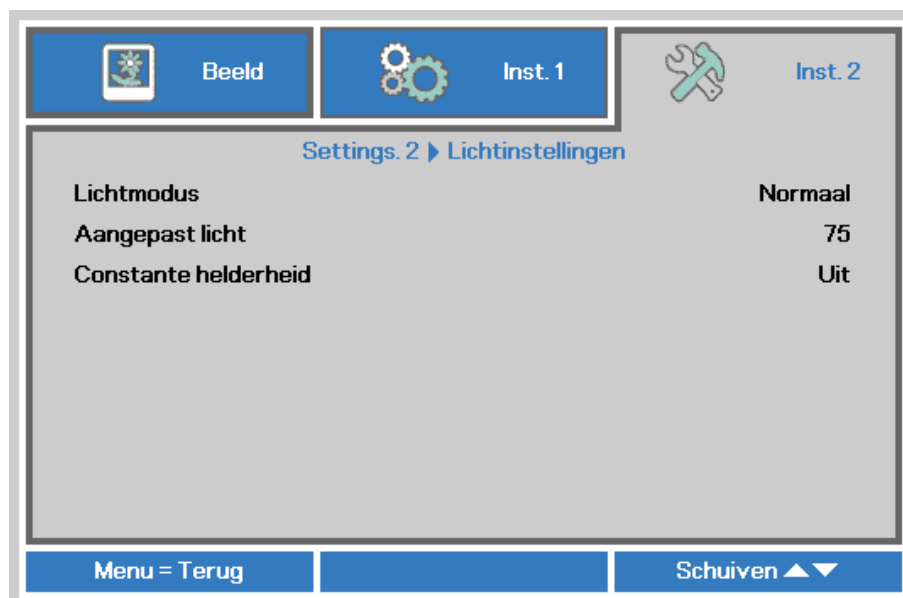 Beeld
Inst. 1
Inst. 2
Settings. 2 ▶ Lichtinstellingen
Lichtmodus Normaal
Aangepast licht 75
Constante helderheid Uit
Menu = Terug
Schuiven ▲▼